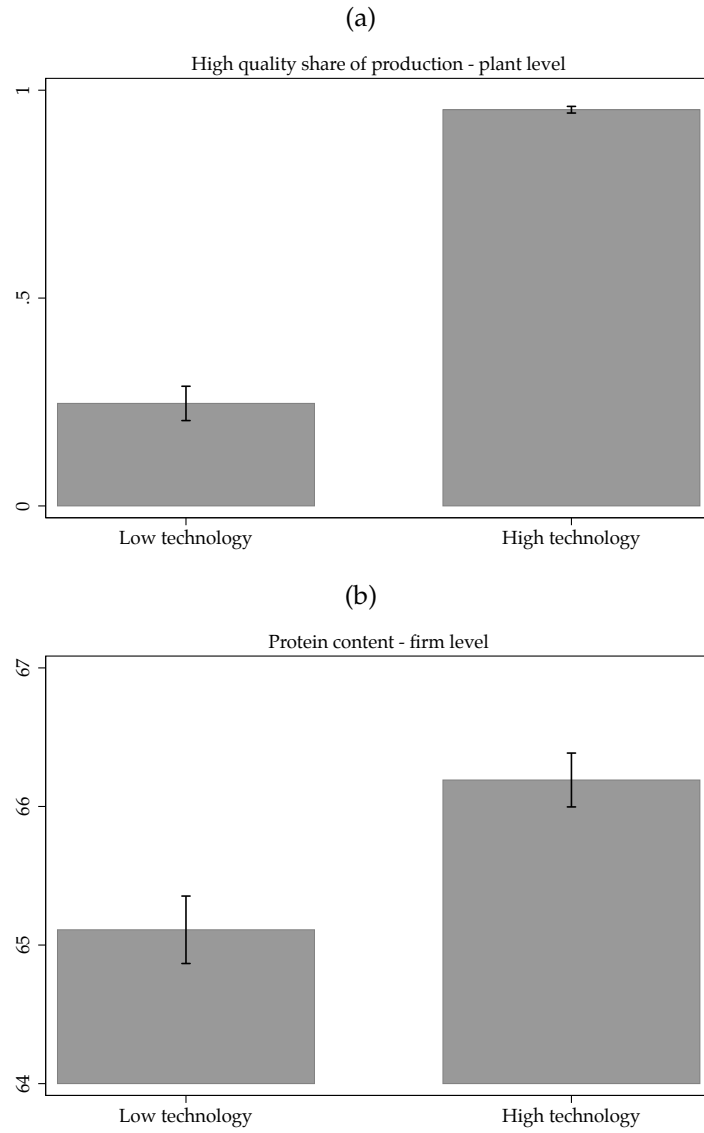 (a)
High quality share of production - plant level
1
.5
0
Low technology High technology
(b)
Protein content - firm level
67
66
65
64
Low technology High technology